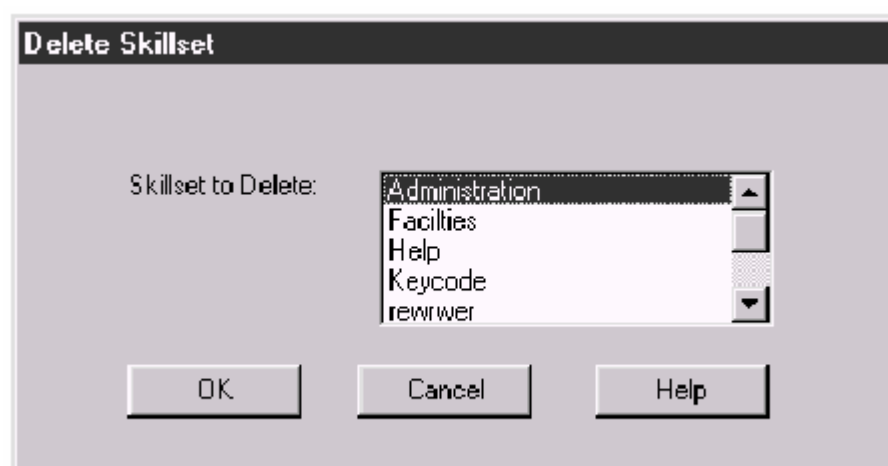 Delete Skillset
Skillset to Delete:
Administration
Facilties
Help
Keycode
rewrwer
OK
Cancel
Help